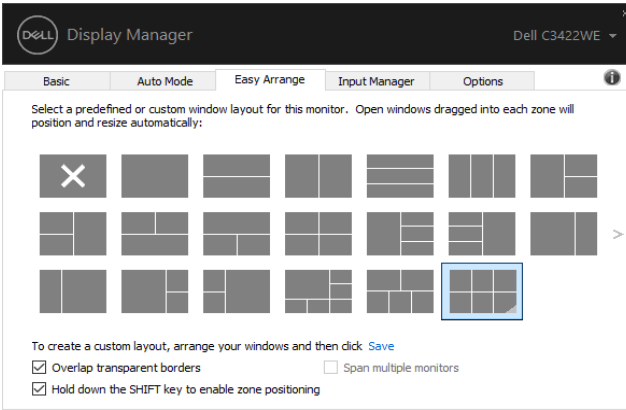 DELL Display Manager
Dell C3422WE
Basic Auto Mode Easy Arrange Input Manager Options
Select a predefined or custom window layout for this monitor. Open windows dragged into each zone will
position and resize automatically:
To create a custom layout, arrange your windows and then click Save
Overlap transparent borders
Span multiple monitors
Hold down the SHIFT key to enable zone positioning